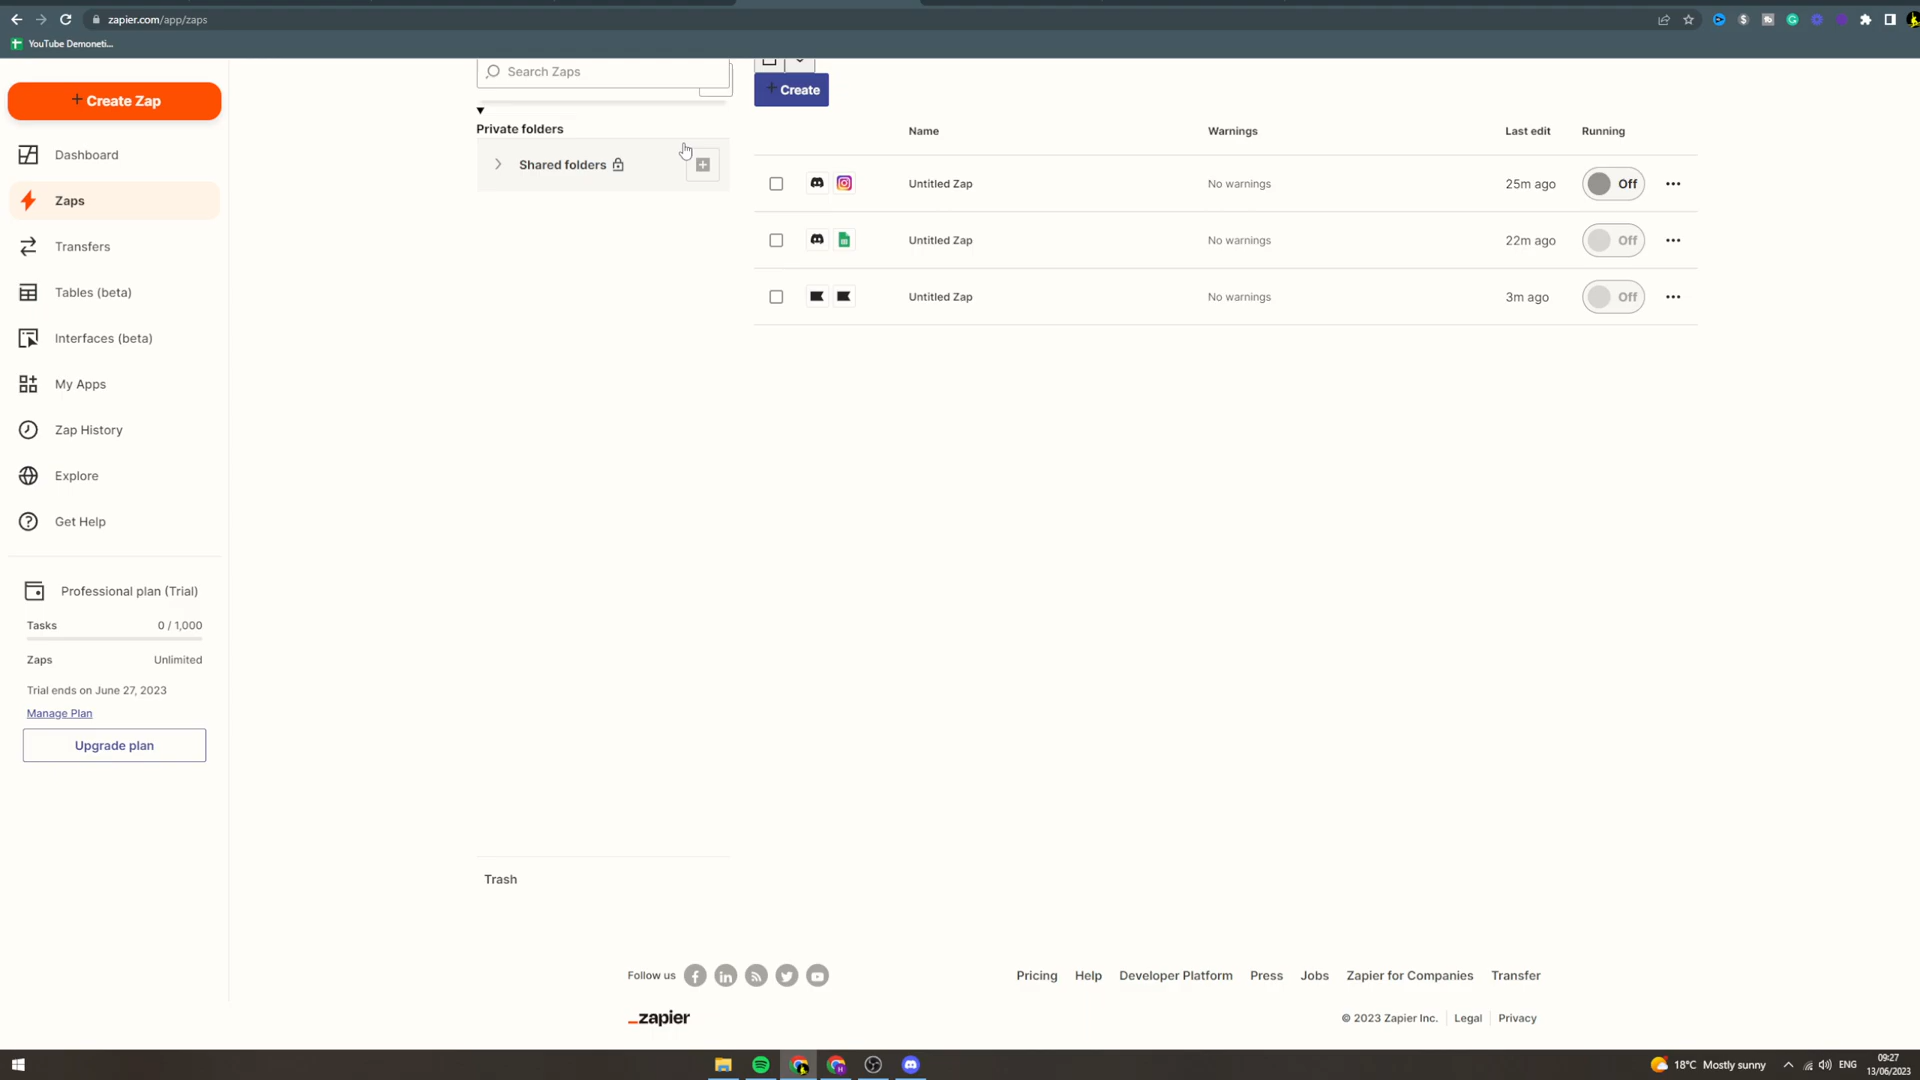 zapier.com/app/zaps
YouTube Demoneti...
+ Create Zap
Dashboard
Zaps
Transfers
Tables (beta)
Interfaces (beta)
My Apps
Zap History
Explore
Get Help
Professional plan (Trial)
Tasks 0 / 1,000
Zaps Unlimited
Trial ends on June 27, 2023
Manage Plan
Upgrade plan
Search Zaps
Private folders
Shared folders
Trash
+ Create
Name Warnings Last edit Running
Untitled Zap No warnings 25m ago Off
Untitled Zap No warnings 22m ago Off
Untitled Zap No warnings 3m ago Off
Follow us
Pricing Help Developer Platform Press Jobs Zapier for Companies Transfer
zapier
© 2023 Zapier Inc. Legal Privacy
18°C Mostly sunny ENG
09:27
13/06/2023